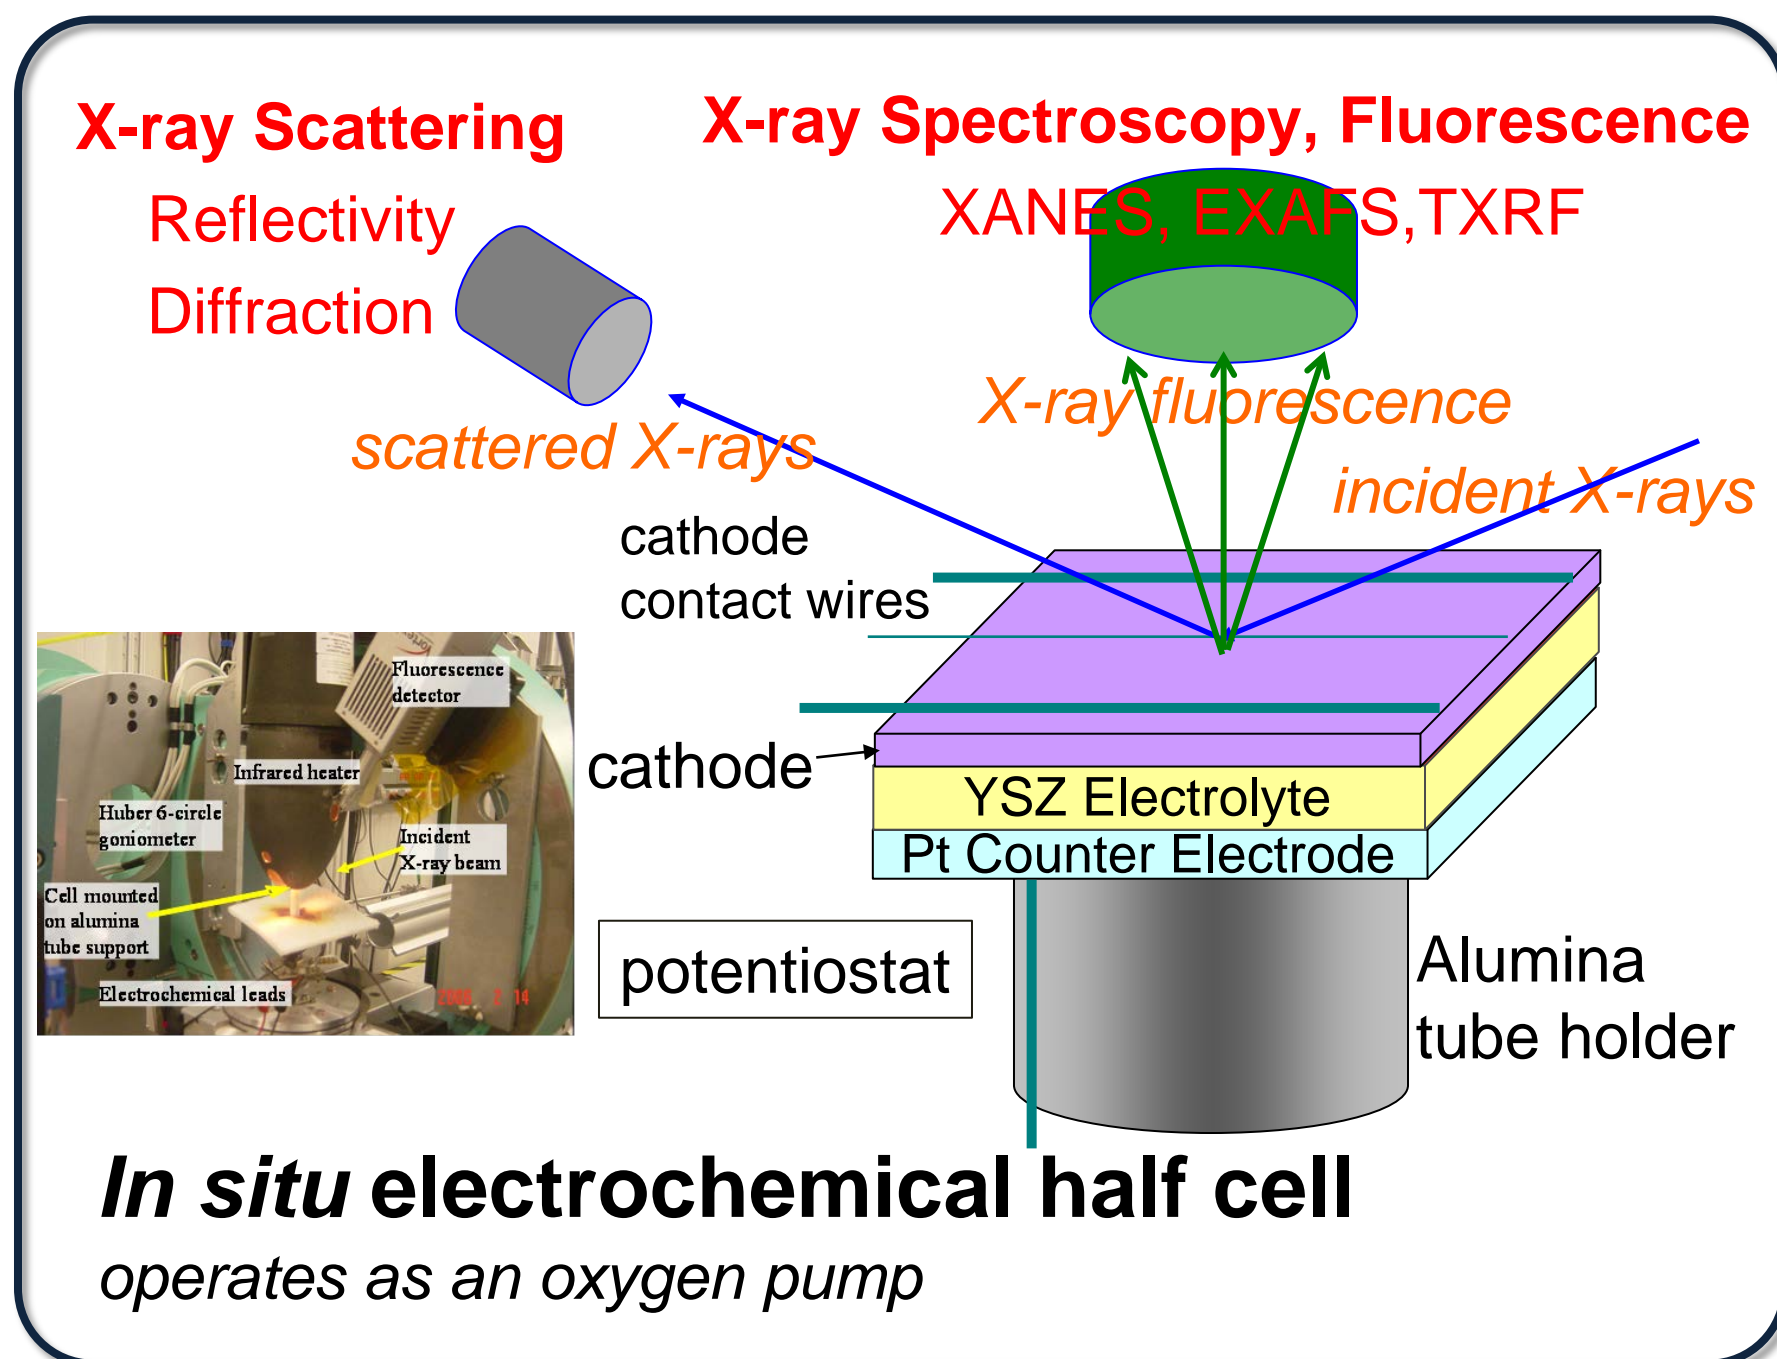 X-ray Scattering
Reflectivity
Diffraction
X-ray Spectroscopy, Fluorescence
XANES, EXAFS,TXRF
scattered X-rays
X-ray fluorescence
incident X-rays
cathode
contact wires
cathode
YSZ Electrolyte
Pt Counter Electrode
potentiostat
Alumina
tube holder
Fluorescence
detector
Infrared heater
Huber 6-circle
goniometer
Incident
X-ray beam
Cell mounted
on alumina
tube support
Electrochemical leads
2 14
In situ electrochemical half cell
operates as an oxygen pump